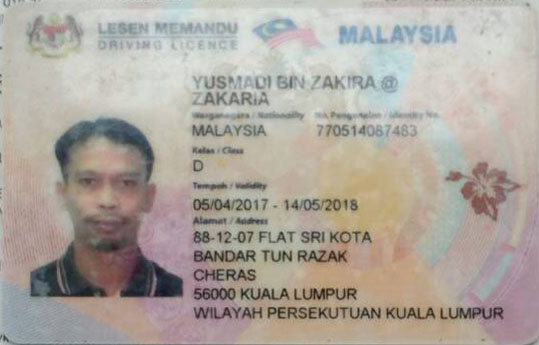 LESEN MEMANDU
DRIVING LICENCE
MALAYSIA
YUSMADI BIN ZAKIRA @
ZAKARIA
Warganegara / Nationality No. Pengenalan / Identity No.
MALAYSIA 770514087483
Kelas / Class
D
Tempoh / Validity
05/04/2017 - 14/05/2018
Alamat / Address
88-12-07 FLAT SRI KOTA
BANDAR TUN RAZAK
CHERAS
56000 KUALA LUMPUR
WILAYAH PERSEKUTUAN KUALA LUMPUR